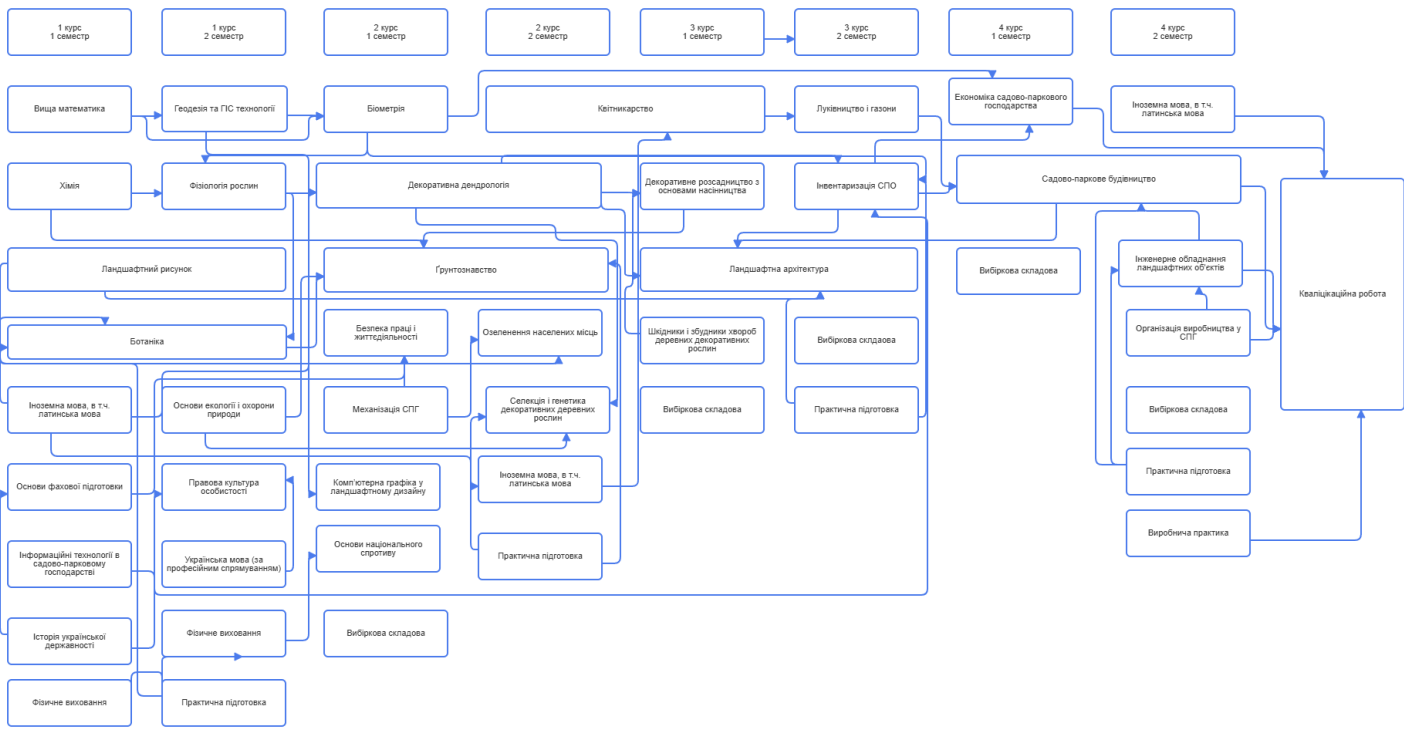 1 курс
1 семестр
1 курс
2 семестр
2 курс
1 семестр
2 курс
2 семестр
3 курс
1 семестр
3 курс
2 семестр
4 курс
1 семестр
4 курс
2 семестр
Вища математика
Геодезія та ГІС технології
Біометрія
Квітникарство
Луківництво і газони
Економіка садово-паркового
господарства
Іноземна мова, в т.ч.
латинська мова
Хімія
Фізіологія рослин
Декоративна дендрологія
Декоративне розсадництво з
основами насінництва
Інвентаризація СПО
Садово-паркове будівництво
Кваліцікаційна робота
Ландшафтний рисунок
Ґрунтознавство
Ландшафтна архітектура
Вибіркова складова
Інженерне обладнання
ландшафтних об'єктів
Ботаніка
Безпека праці і
життєдіяльності
Озеленення населених місць
Шкідники і збудники хвороб
деревних декоративних
рослин
Вибіркова склдаова
Організація виробництва у
СПГ
Іноземна мова, в т.ч.
латинська мова
Основи екології і охорони
природи
Механізація СПГ
Селекція і генетика
декоративних деревних
рослин
Вибіркова складова
Практична підготовка
Вибіркова складова
Основи фахової підготовки
Правова культура
особистості
Комп'ютерна графіка у
ландшафтному дизайну
Іноземна мова, в т.ч.
латинська мова
Практична підготовка
Інформаційні технології в
садово-парковому
господарстві
Українська мова (за
професійним спрямуванням)
Основи національного
спротиву
Практична підготовка
Виробнича практика
Історія української
державності
Фізичне виховання
Вибіркова складова
Фізичне виховання
Практична підготовка